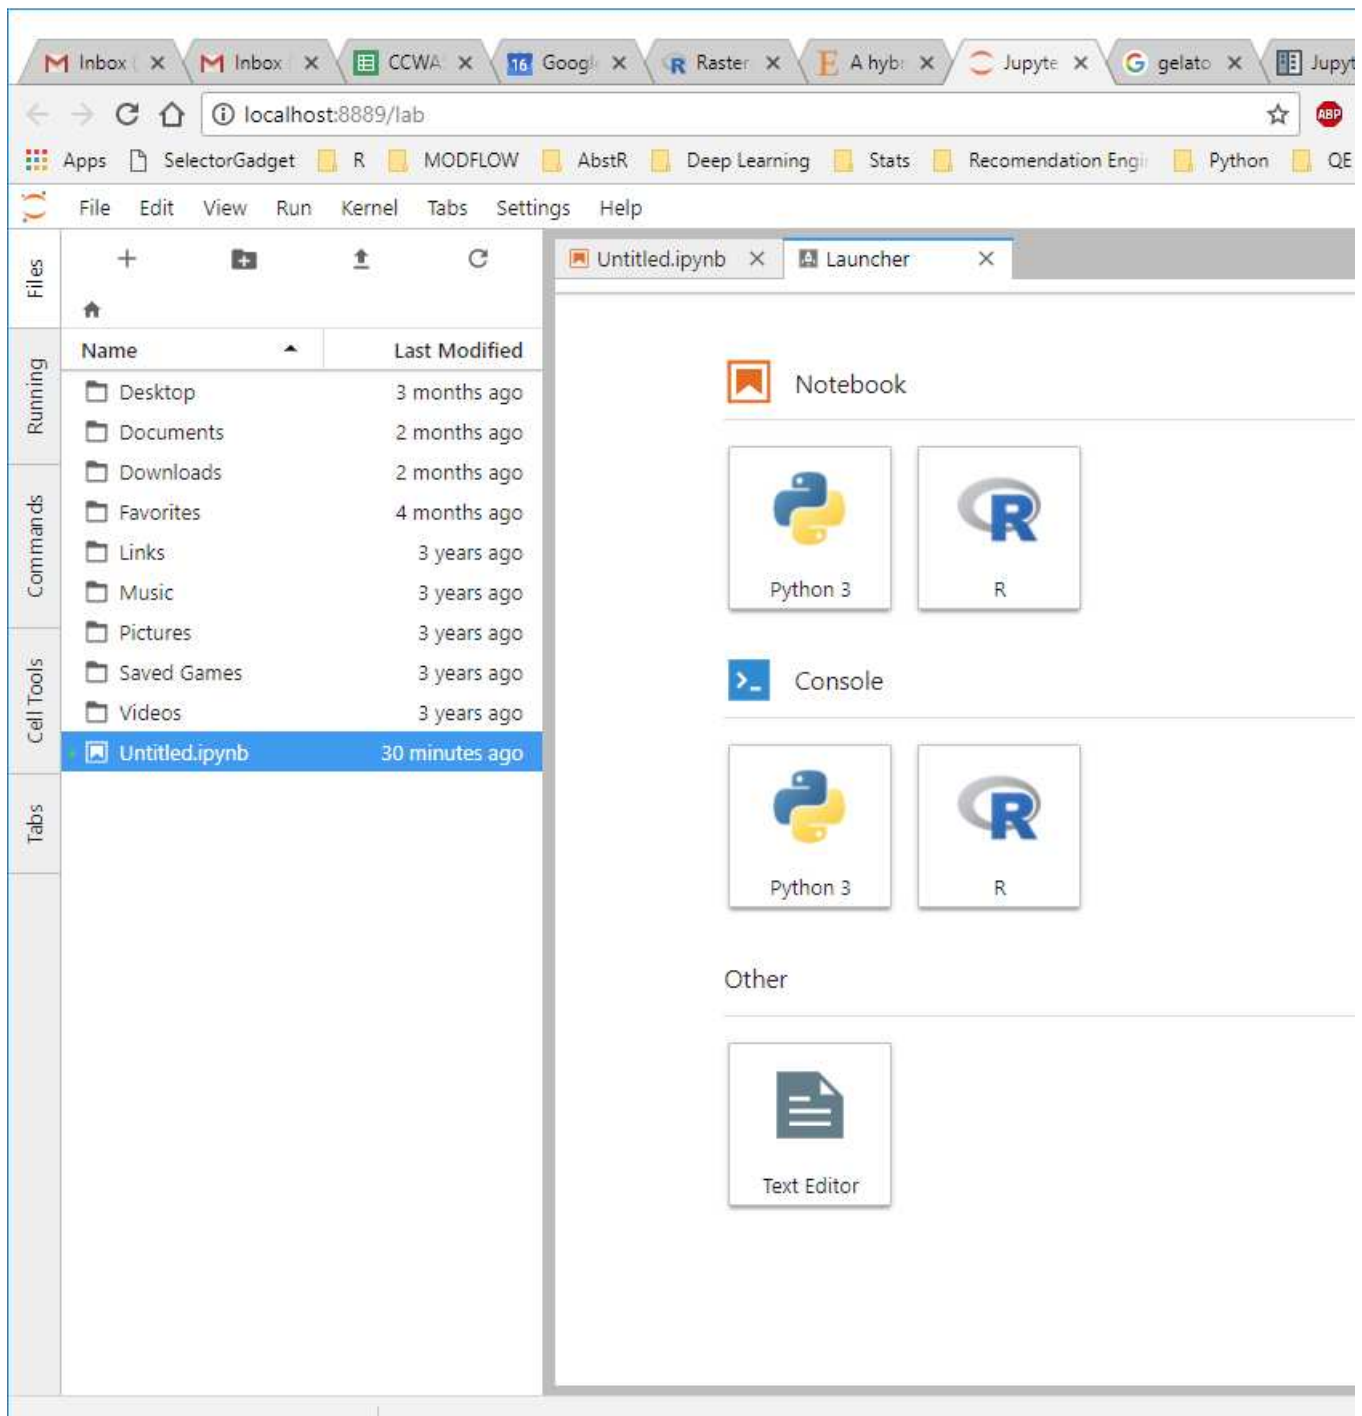 Inbox Inbox CCWA Googl Raster A hybr Jupyte gelato Jupyt
16
localhost:8889/lab ABP
Apps SelectorGadget R MODFLOW AbstR Deep Learning Stats Recomendation Engi Python QE
File Edit View Run Kernel Tabs Settings Help
Files
Running
Commands
Cell Tools
Tabs
Name Last Modified
Desktop 3 months ago
Documents 2 months ago
Downloads 2 months ago
Favorites 4 months ago
Links 3 years ago
Music 3 years ago
Pictures 3 years ago
Saved Games 3 years ago
Videos 3 years ago
Untitled.ipynb 30 minutes ago
Untitled.ipynb Launcher
Notebook
Python 3 R
Console
Python 3 R
Other
Text Editor